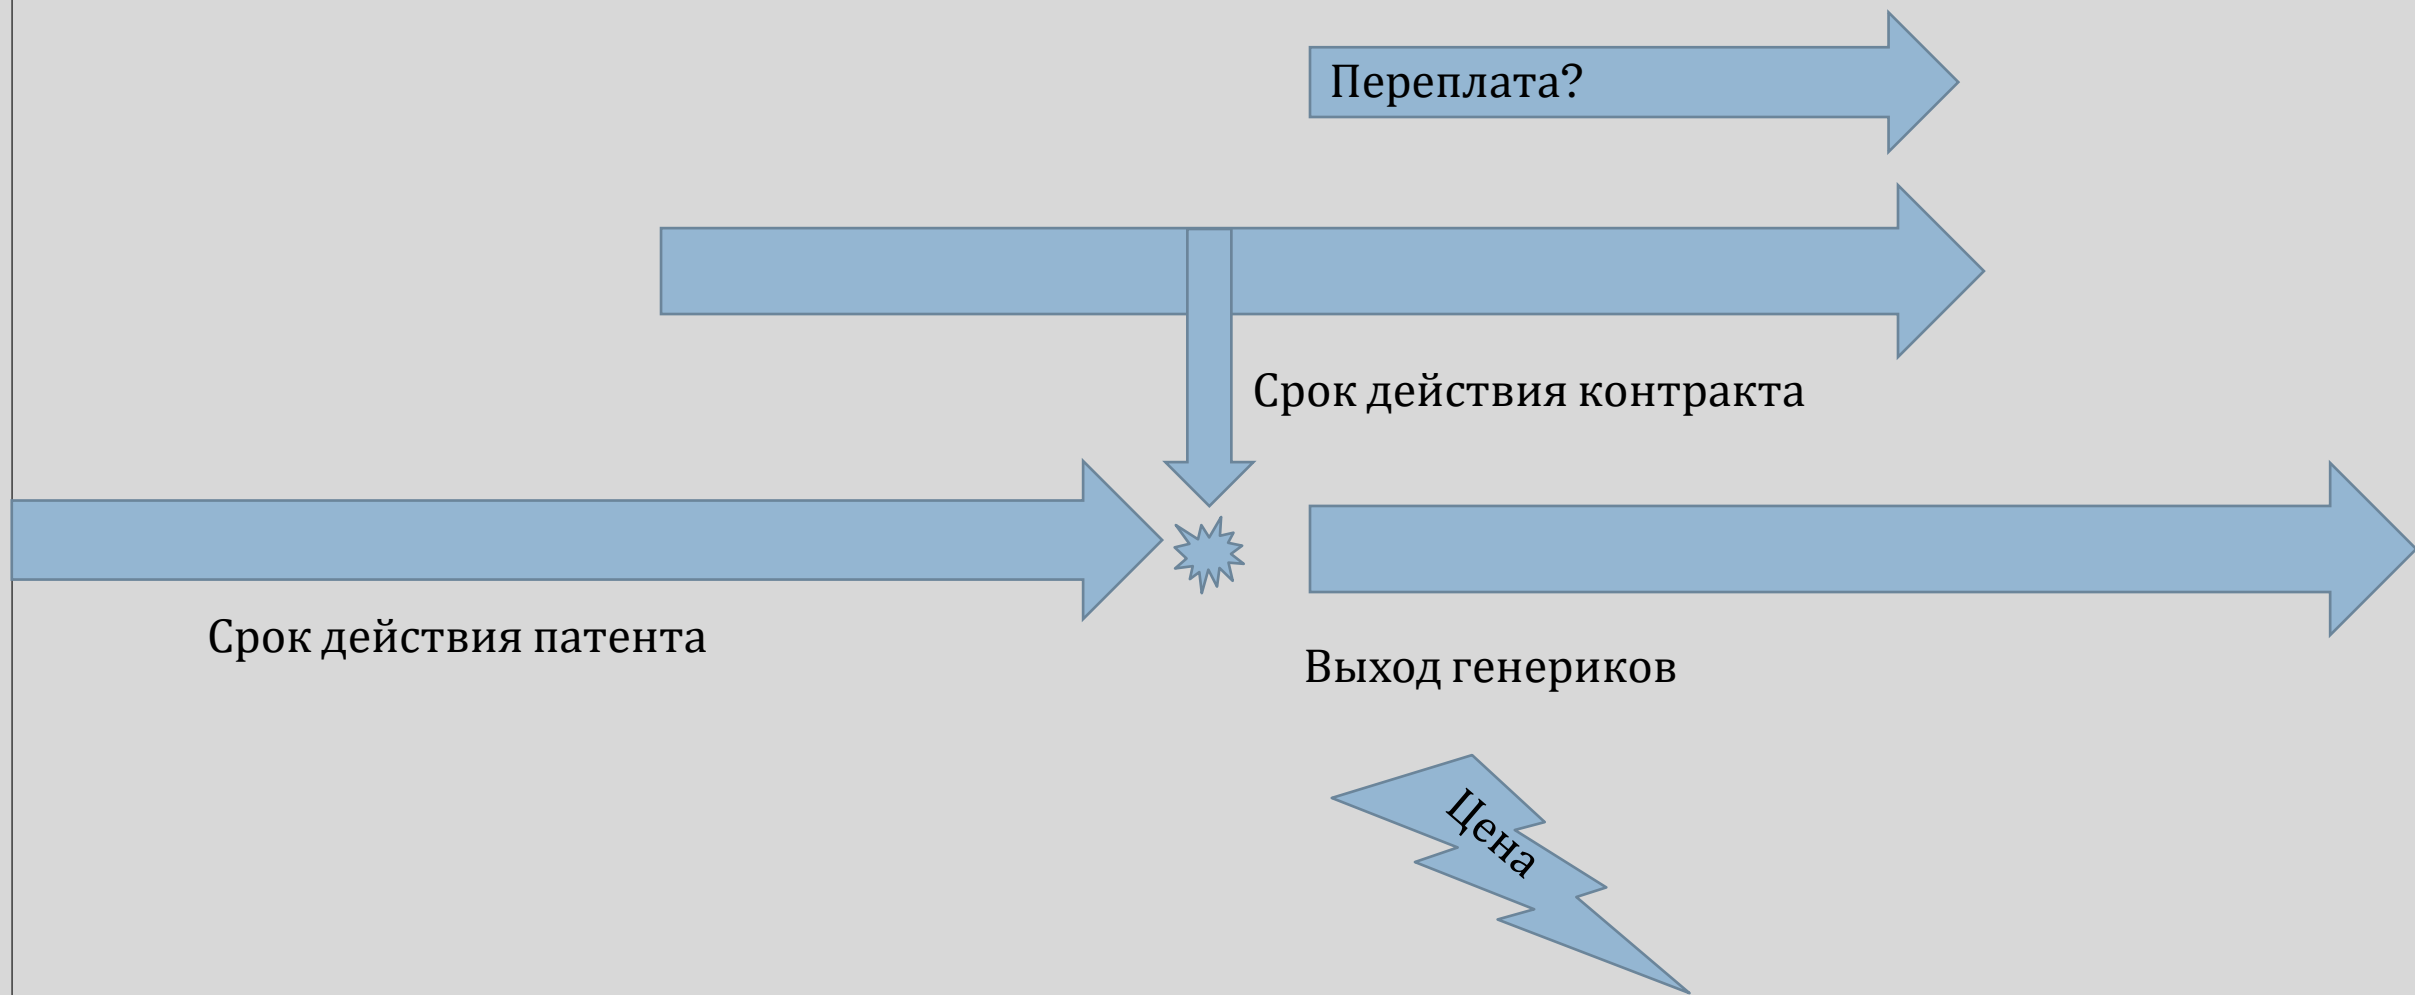 Переплата?
Срок действия контракта
Срок действия патента
Выход генериков
Цена